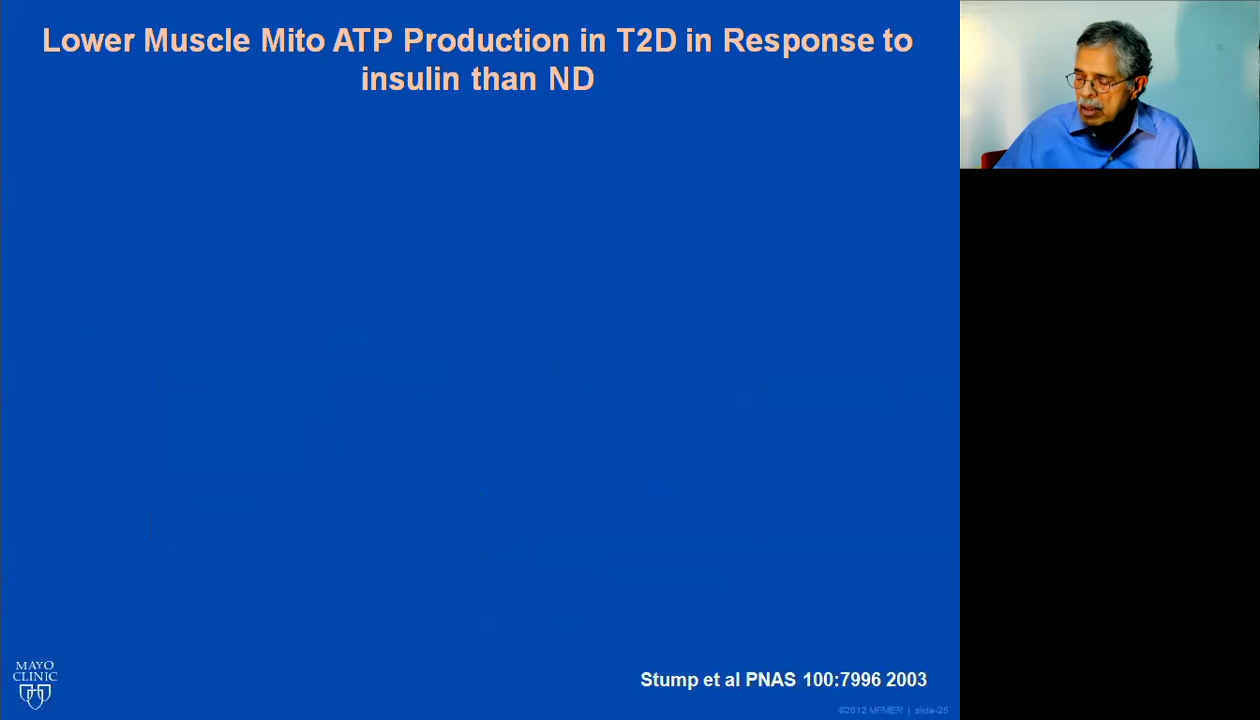 Lower Muscle Mito ATP Production in T2D in Response to
insulin than ND
MAYO
CLINIC
Stump et al PNAS 100:7996 2003
©2012 MFMER | slide-25